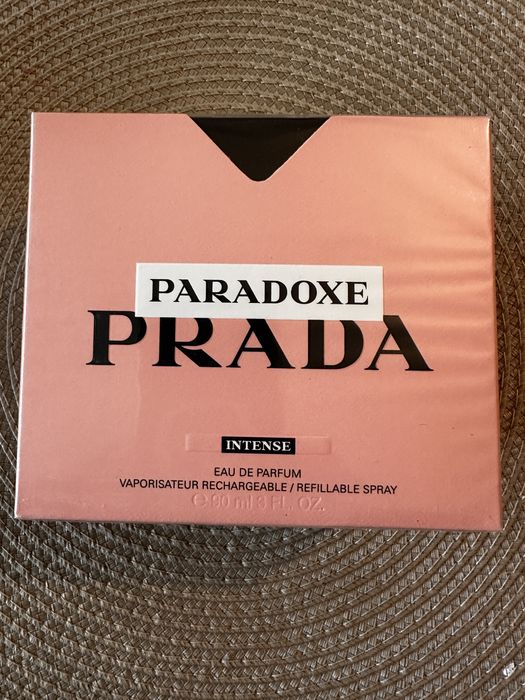 PARADOXE
PRADA
INTENSE
EAU DE PARFUM
VAPORISATEUR RECHARGEABLE / REFILLABLE SPRAY
℮ 90 ml 3 FL. OZ.